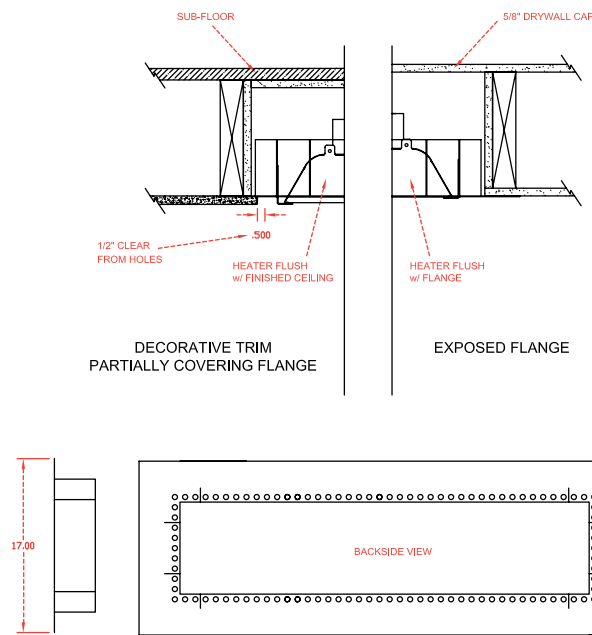 SUB-FLOOR
5/8" DRYWALL CAP
.500
1/2" CLEAR
FROM HOLES
HEATER FLUSH
w/ FINISHED CEILING
HEATER FLUSH
w/ FLANGE
DECORATIVE TRIM
PARTIALLY COVERING FLANGE
EXPOSED FLANGE
17.00
BACKSIDE VIEW